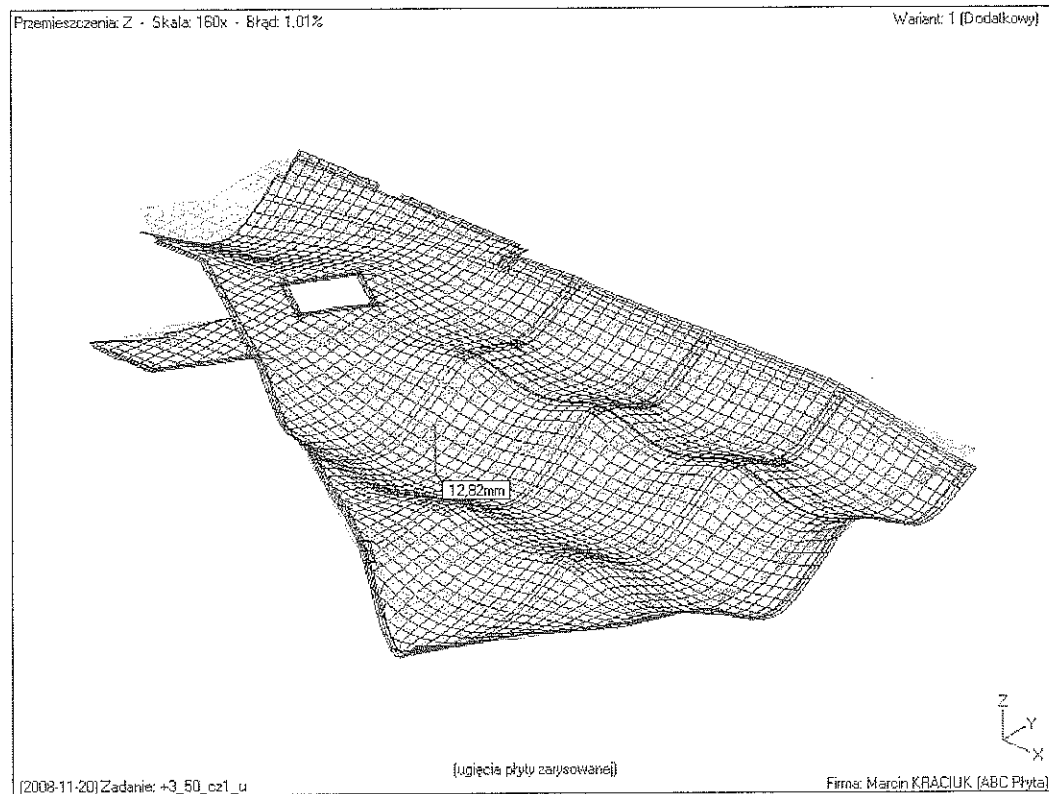 Przemieszczenia: Z - Skala: 160x - Błąd: 1.01%
Wariant: 1 (Dodatkowy)
12,82mm
Z
Y
X
(ugięcia płyty zarysowanej)
[2008-11-20] Zadanie: +3_50_cz1_u
Firma: Marcin KRACIUK [ABC Płyta]